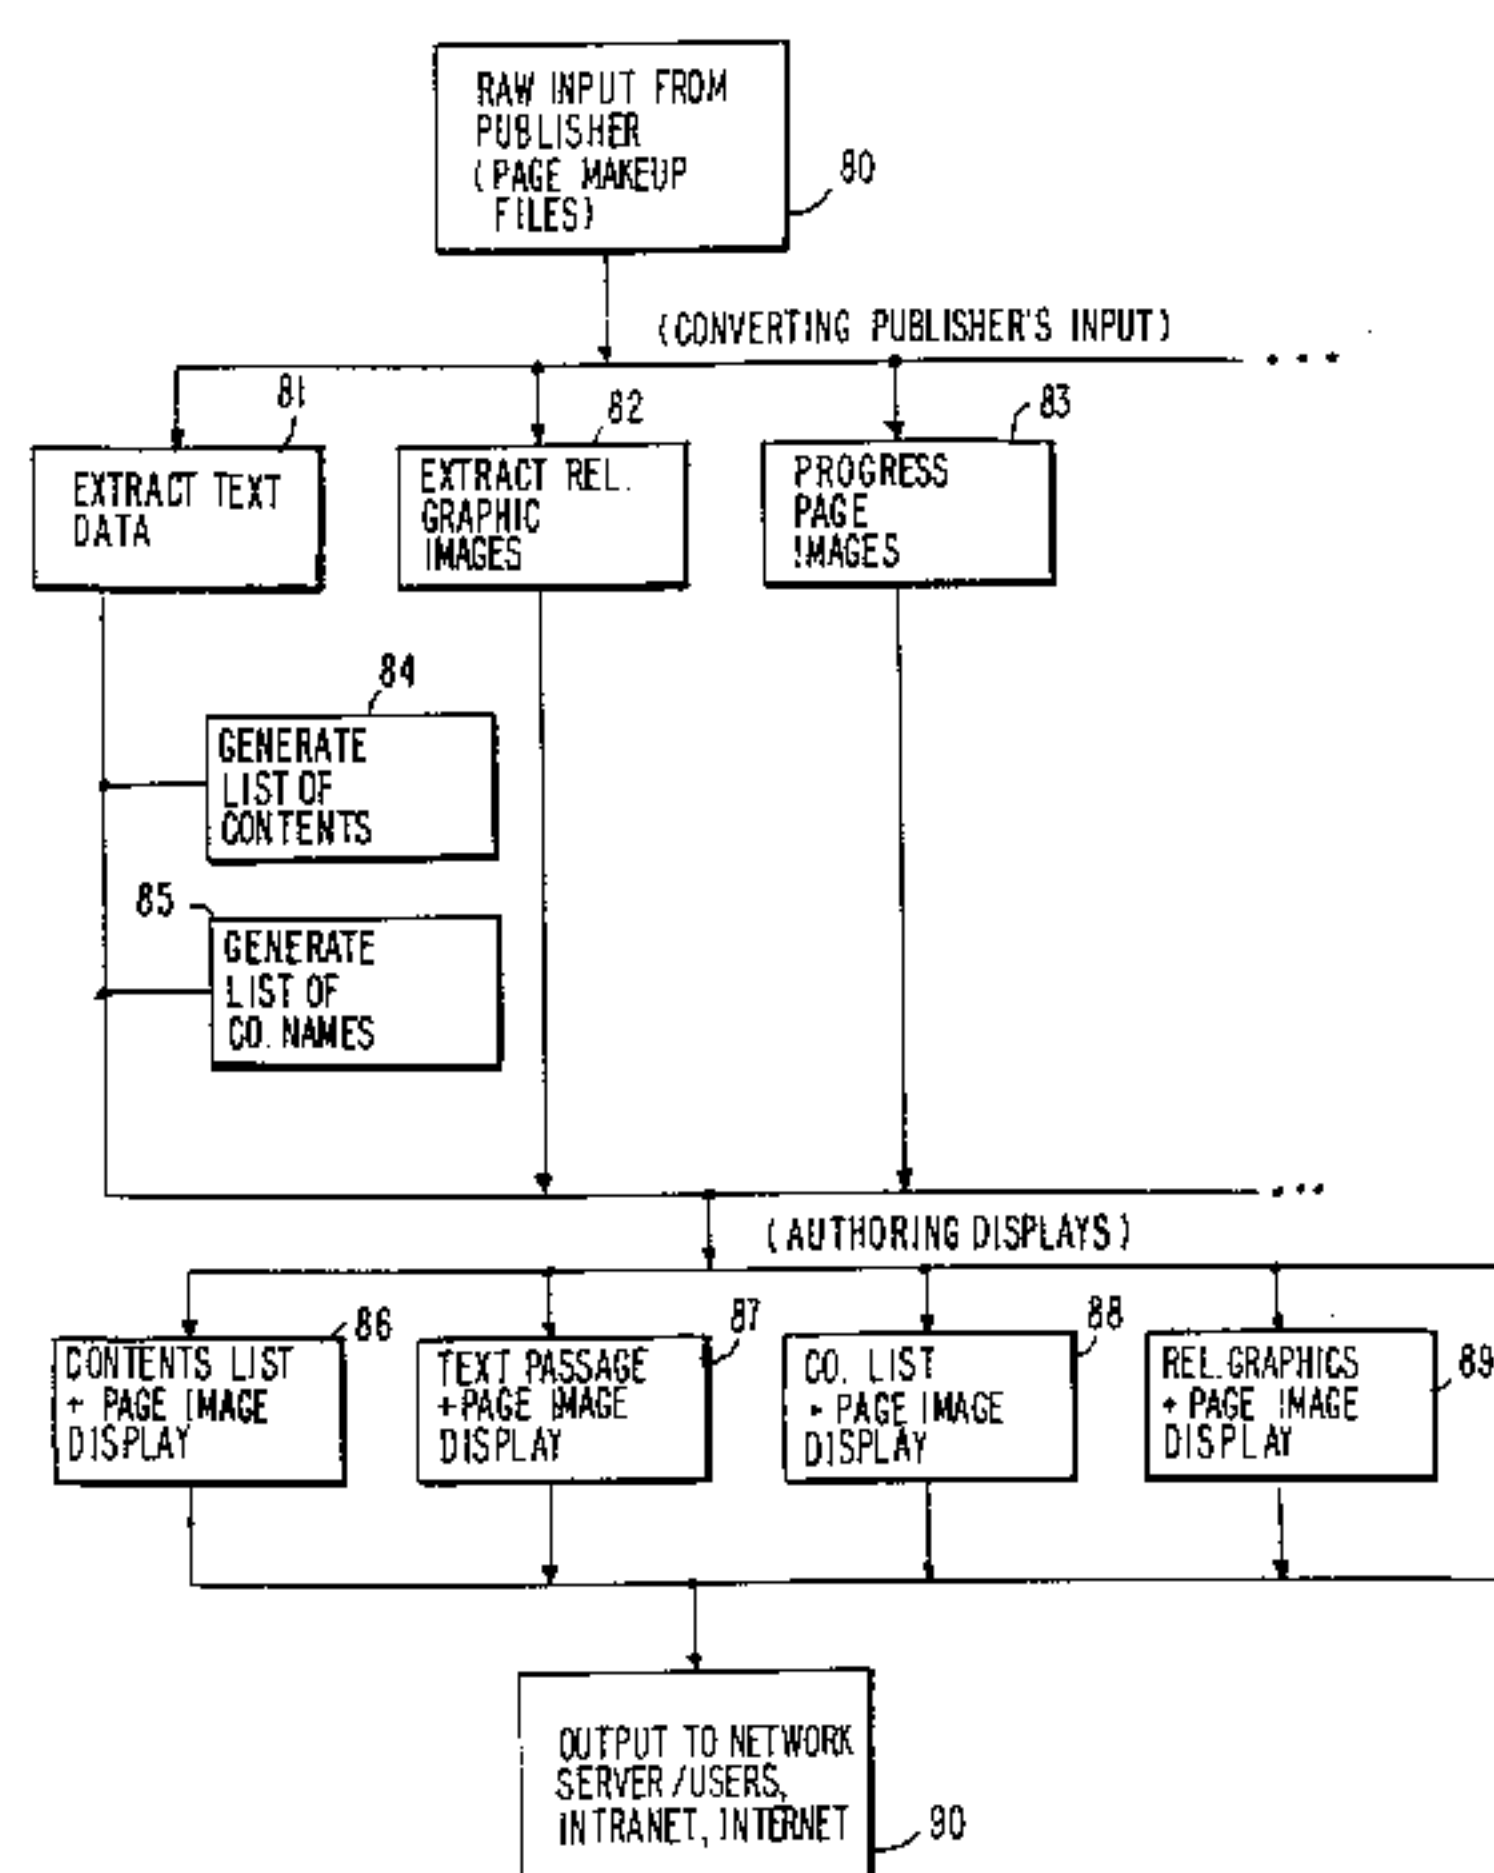 RAW INPUT FROM
PUBLISHER
(PAGE MAKEUP
FILES)
80
(CONVERTING PUBLISHER'S INPUT)
81
82
83
EXTRACT TEXT
DATA
EXTRACT REL.
GRAPHIC
IMAGES
PROGRESS
PAGE
IMAGES
84
GENERATE
LIST OF
CONTENTS
85
GENERATE
LIST OF
CO. NAMES
(AUTHORING DISPLAYS)
86
87
88
89
CONTENTS LIST
+ PAGE IMAGE
DISPLAY
TEXT PASSAGE
+ PAGE IMAGE
DISPLAY
CO. LIST
+ PAGE IMAGE
DISPLAY
REL. GRAPHICS
+ PAGE IMAGE
DISPLAY
OUTPUT TO NETWORK
SERVER/USERS,
INTRANET, INTERNET
90